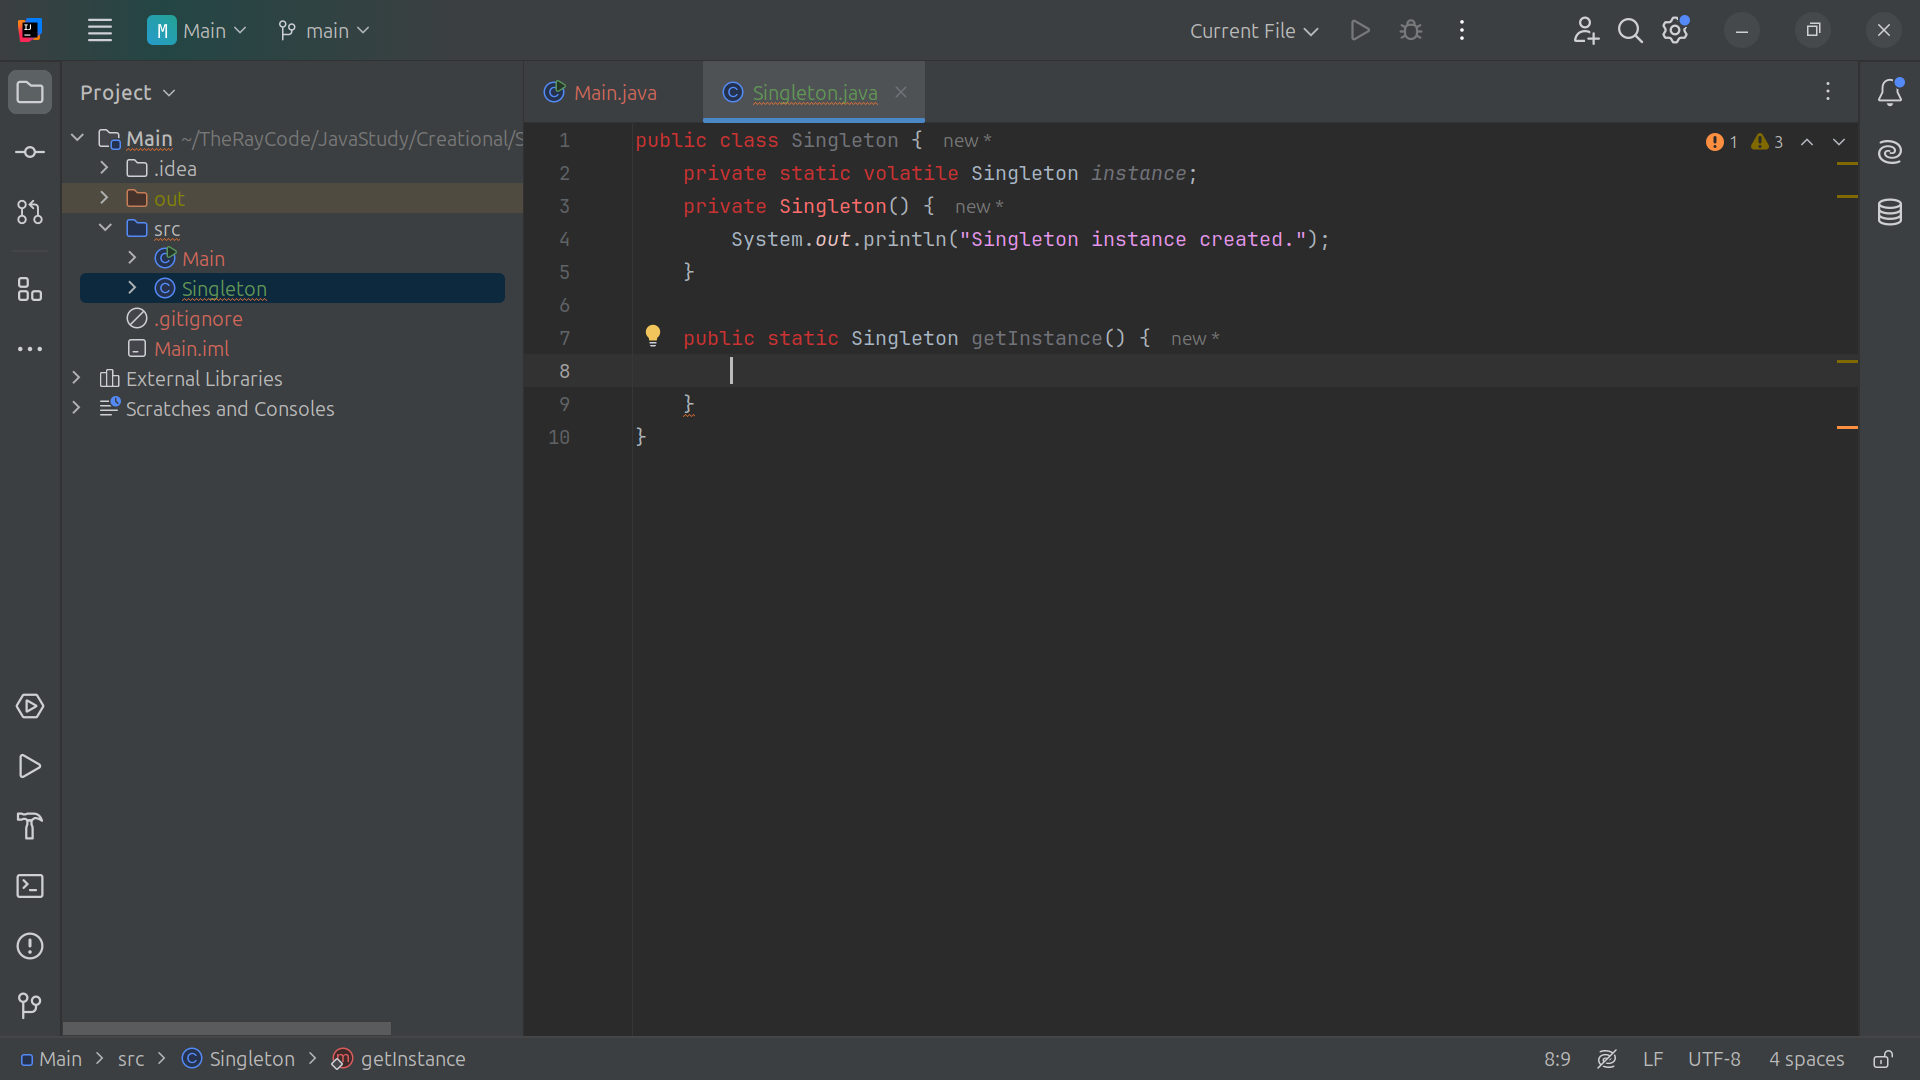 M Main main Current File
Project
Main.java
Singleton.java
Main ~/TheRayCode/JavaStudy/Creational/S
.idea
out
src
Main
Singleton
.gitignore
Main.iml
External Libraries
Scratches and Consoles
1 public class Singleton { new *
2 private static volatile Singleton instance;
3 private Singleton() { new *
4 System.out.println("Singleton instance created.");
5 }
6
7 public static Singleton getInstance() { new *
8
9 }
10 }
1 3
Main > src > Singleton > getInstance
8:9 LF UTF-8 4 spaces